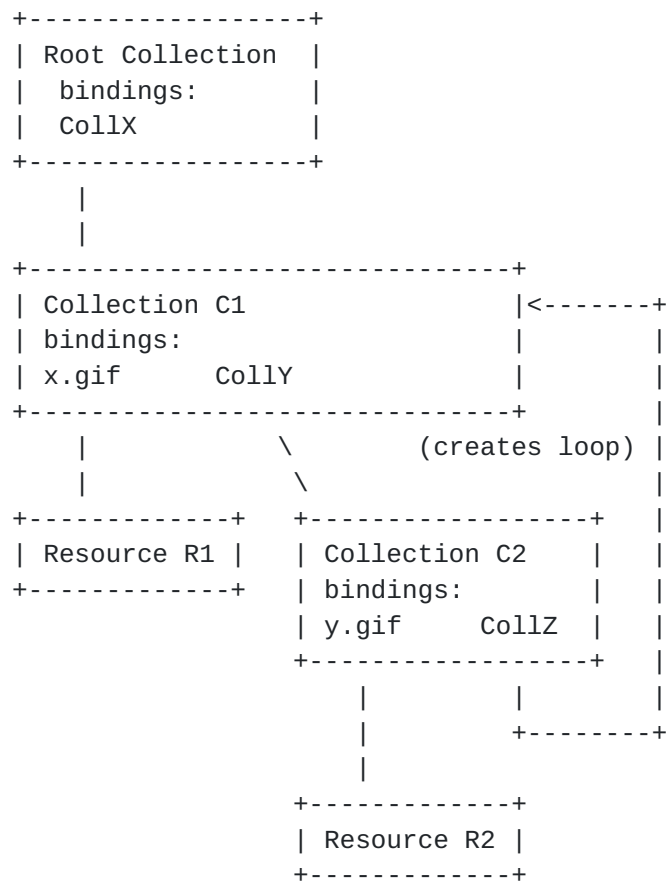 Root Collection
bindings:
CollX
Collection C1
bindings:
x.gif CollY
(creates loop)
Resource R1
Collection C2
bindings:
y.gif CollZ
Resource R2